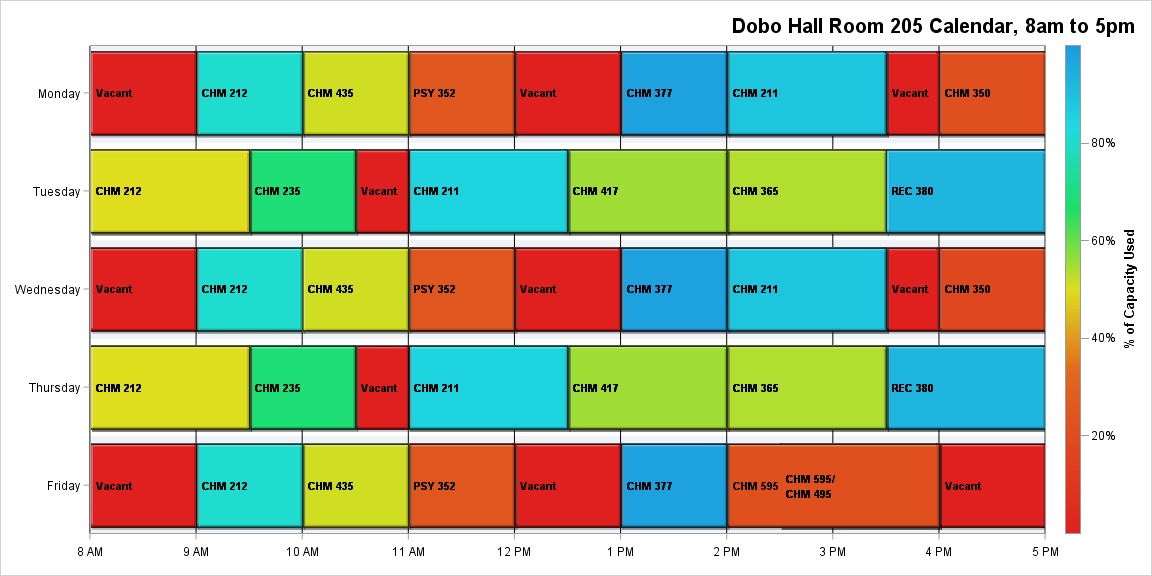 Dobo Hall Room 205 Calendar, 8am to 5pm
Monday
Vacant
CHM 212
CHM 435
PSY 352
Vacant
CHM 377
CHM 211
Vacant
CHM 350
Tuesday
CHM 212
CHM 235
Vacant
CHM 211
CHM 417
CHM 365
REC 380
Wednesday
Vacant
CHM 212
CHM 435
PSY 352
Vacant
CHM 377
CHM 211
Vacant
CHM 350
Thursday
CHM 212
CHM 235
Vacant
CHM 211
CHM 417
CHM 365
REC 380
Friday
Vacant
CHM 212
CHM 435
PSY 352
Vacant
CHM 377
CHM 595
CHM 595/
CHM 495
Vacant
8 AM
9 AM
10 AM
11 AM
12 PM
1 PM
2 PM
3 PM
4 PM
5 PM
80%
60%
40%
20%
% of Capacity Used